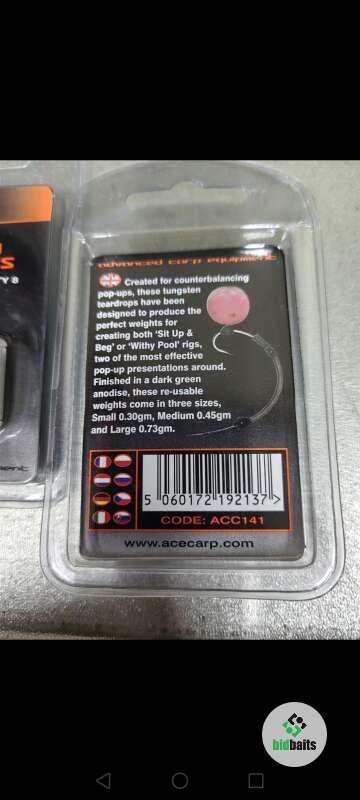 S
TY 8
ment
advanced carp equipment
Created for counterbalancing
pop-ups, these tungsten
teardrops have been
designed to produce the
perfect weights for
creating both 'Sit Up &
Beg' or 'Withy Pool' rigs,
two of the most effective
pop-up presentations around.
Finished in a dark green
anodise, these re-usable
weights come in three sizes,
Small 0.30gm, Medium 0.45gm
and Large 0.73gm.
5 060172 192137 >
CODE: ACC141
www.acecarp.com
bidbaits